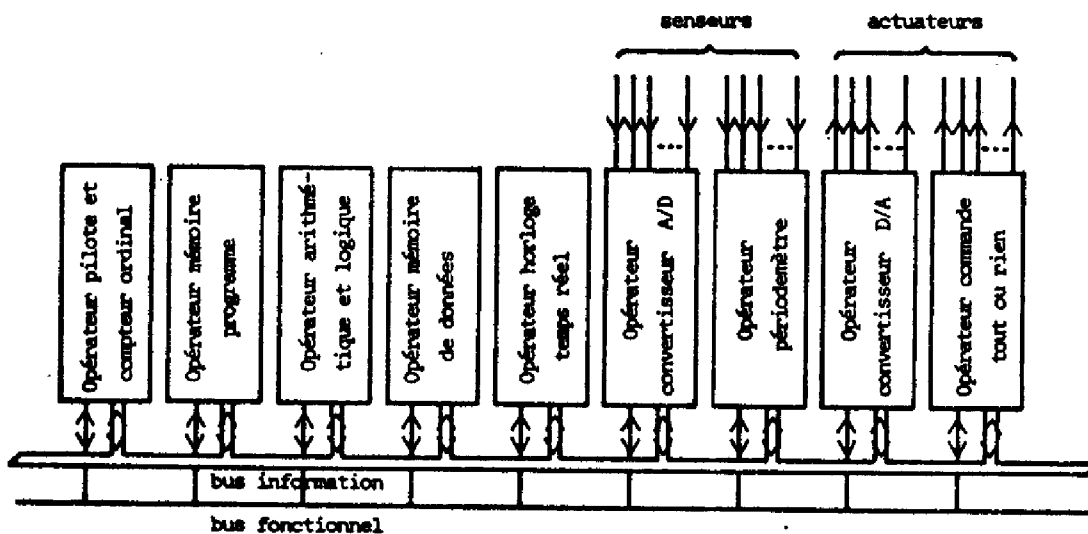 senseurs
actuateurs
Opérateur pilote et
compteur ordinal
Opérateur mémoire
programme
Opérateur arithmé-
tique et logique
Opérateur mémoire
de données
Opérateur horloge
temps réel
Opérateur
convertisseur A/D
Opérateur
périodemètre
Opérateur
convertisseur D/A
Opérateur commande
tout ou rien
bus information
bus fonctionnel